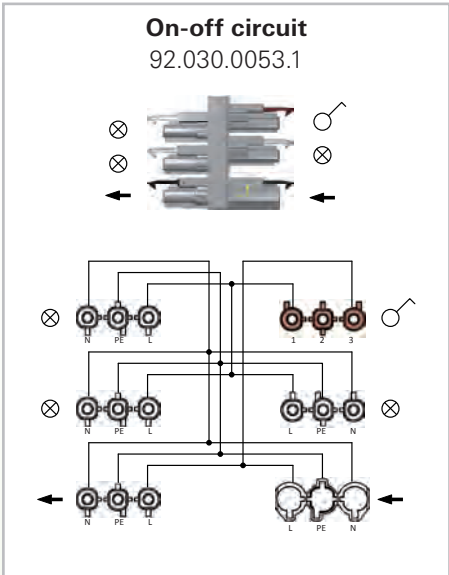 On-off circuit
92.030.0053.1
N PE L 1 2 3
N PE L L PE N
N PE L L PE N